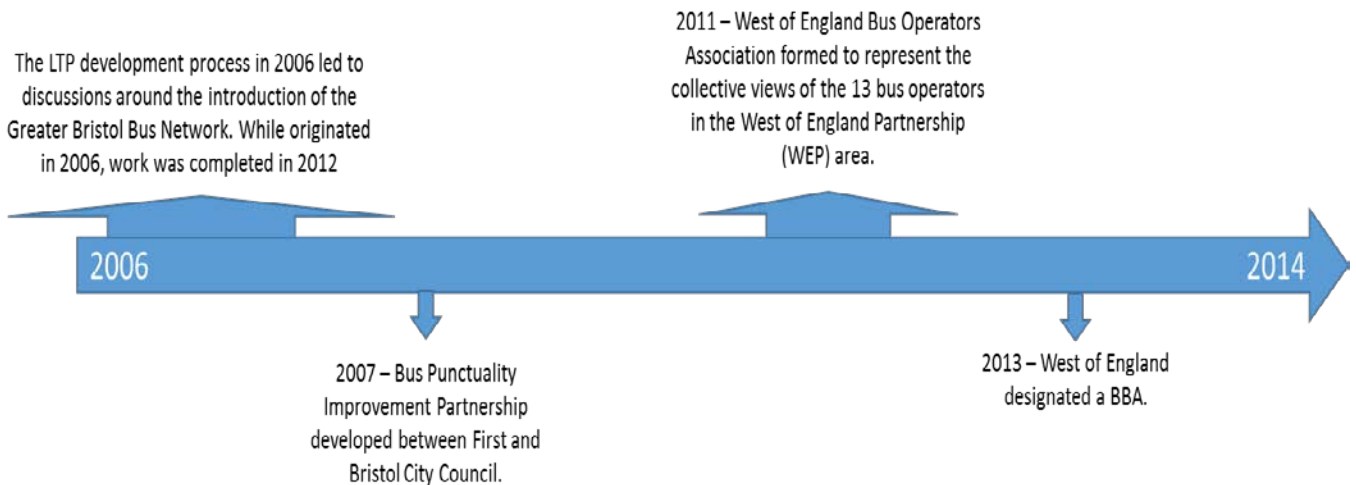 The LTP development process in 2006 led to
discussions around the introduction of the
Greater Bristol Bus Network. While originated
in 2006, work was completed in 2012
2011 – West of England Bus Operators
Association formed to represent the
collective views of the 13 bus operators
in the West of England Partnership
(WEP) area.
2006
2014
2007 – Bus Punctuality
Improvement Partnership
developed between First and
Bristol City Council.
2013 – West of England
designated a BBA.